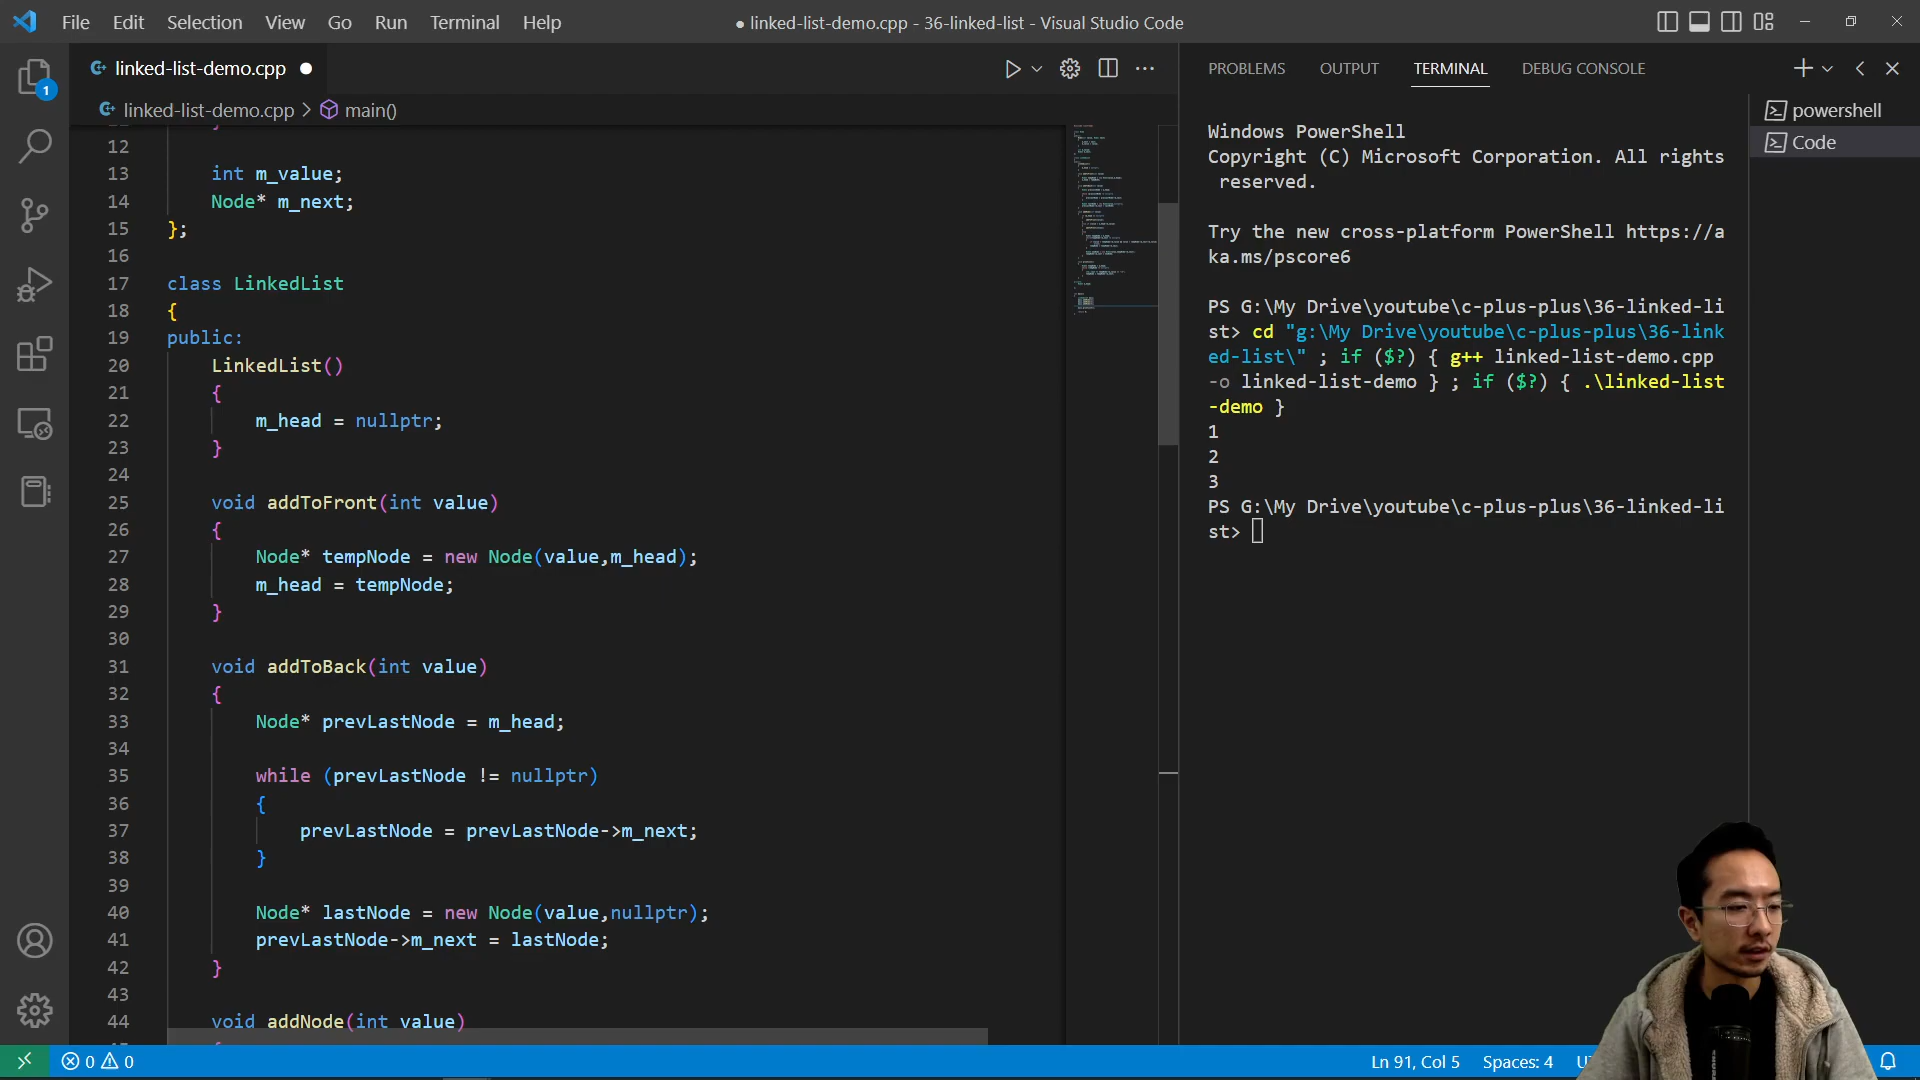 File Edit Selection View Go Run Terminal Help
● linked-list-demo.cpp - 36-linked-list - Visual Studio Code
linked-list-demo.cpp
linked-list-demo.cpp > main()
12
13 int m_value;
14 Node* m_next;
15 };
16
17 class LinkedList
18 {
19 public:
20 LinkedList()
21 {
22 m_head = nullptr;
23 }
24
25 void addToFront(int value)
26 {
27 Node* tempNode = new Node(value,m_head);
28 m_head = tempNode;
29 }
30
31 void addToBack(int value)
32 {
33 Node* prevLastNode = m_head;
34
35 while (prevLastNode != nullptr)
36 {
37 prevLastNode = prevLastNode->m_next;
38 }
39
40 Node* lastNode = new Node(value,nullptr);
41 prevLastNode->m_next = lastNode;
42 }
43
44 void addNode(int value)
PROBLEMS OUTPUT TERMINAL DEBUG CONSOLE
Windows PowerShell
Copyright (C) Microsoft Corporation. All rights
reserved.
Try the new cross-platform PowerShell https://a
ka.ms/pscore6
PS G:\My Drive\youtube\c-plus-plus\36-linked-li
st> cd "g:\My Drive\youtube\c-plus-plus\36-link
ed-list\" ; if ($?) { g++ linked-list-demo.cpp
-o linked-list-demo } ; if ($?) { .\linked-list
-demo }
1
2
3
PS G:\My Drive\youtube\c-plus-plus\36-linked-li
st>
powershell
Code
1
0 0
Ln 91, Col 5 Spaces: 4